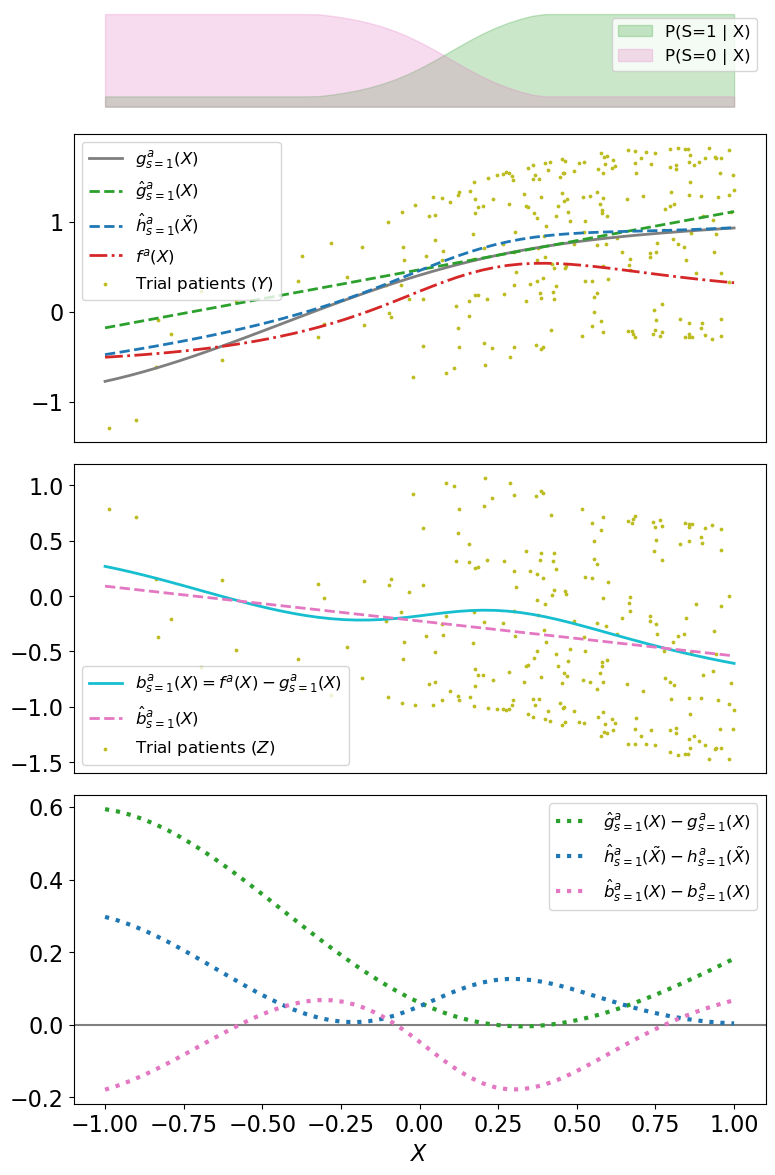 P(S=1 | X)
P(S=0 | X)
g^a_{s=1}(X)
ĝ^a_{s=1}(X)
ĥ^a_{s=1}(X̃)
f^a(X)
Trial patients (Y)
1
0
−1
1.0
0.5
0.0
−0.5
−1.0
−1.5
b^a_{s=1}(X) = f^a(X) − g^a_{s=1}(X)
b̂^a_{s=1}(X)
Trial patients (Z)
0.6
0.4
0.2
0.0
−0.2
ĝ^a_{s=1}(X) − g^a_{s=1}(X)
ĥ^a_{s=1}(X̃) − h^a_{s=1}(X̃)
b̂^a_{s=1}(X) − b^a_{s=1}(X)
−1.00 −0.75 −0.50 −0.25 0.00 0.25 0.50 0.75 1.00
X